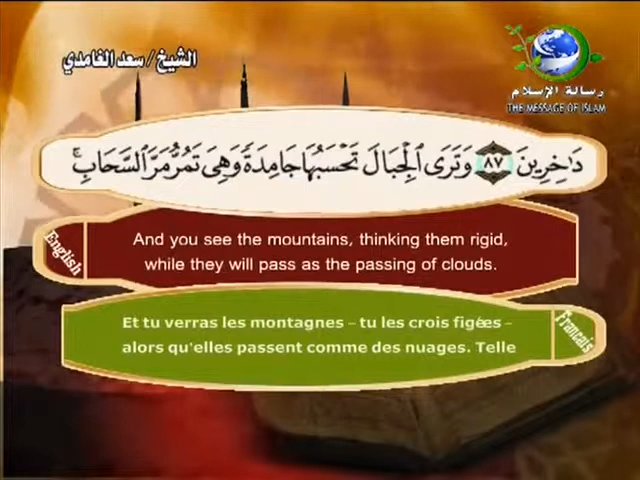 الشيخ / سعد الغامدي
رسالة الإسلام
THE MESSAGE OF ISLAM
دَٰخِرِينَ ٨٧ وَتَرَى ٱلْجِبَالَ تَحْسَبُهَا جَامِدَةً وَهِىَ تَمُرُّ مَرَّ ٱلسَّحَابِ ۚ
English
And you see the mountains, thinking them rigid,
while they will pass as the passing of clouds.
Francais
Et tu verras les montagnes – tu les crois figées –
alors qu'elles passent comme des nuages. Telle